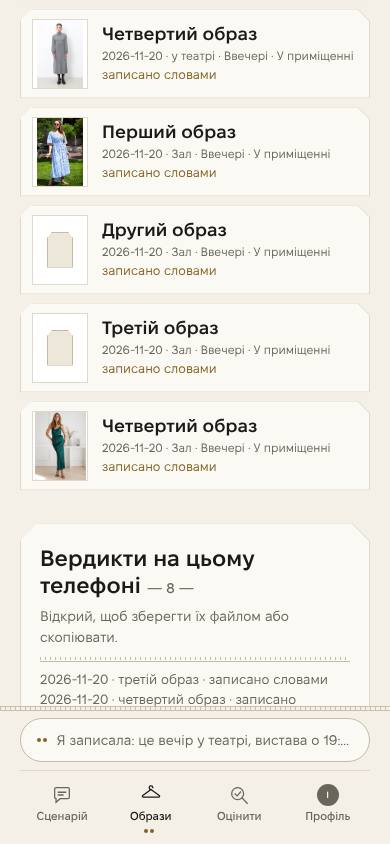 Четвертий образ
2026-11-20 · у театрі · Ввечері · У приміщенні
записано словами
Перший образ
2026-11-20 · Зал · Ввечері · У приміщенні
записано словами
Другий образ
2026-11-20 · Зал · Ввечері · У приміщенні
записано словами
Третій образ
2026-11-20 · Зал · Ввечері · У приміщенні
записано словами
Четвертий образ
2026-11-20 · Зал · Ввечері · У приміщенні
записано словами
Вердикти на цьому
телефоні — 8 —
Відкрий, щоб зберегти їх файлом або
скопіювати.
2026-11-20 · третій образ · записано словами
2026-11-20 · четвертий образ · записано
Я записала: це вечір у театрі, вистава о 19:...
Сценарій
Образи
Оцінити
І
Профіль